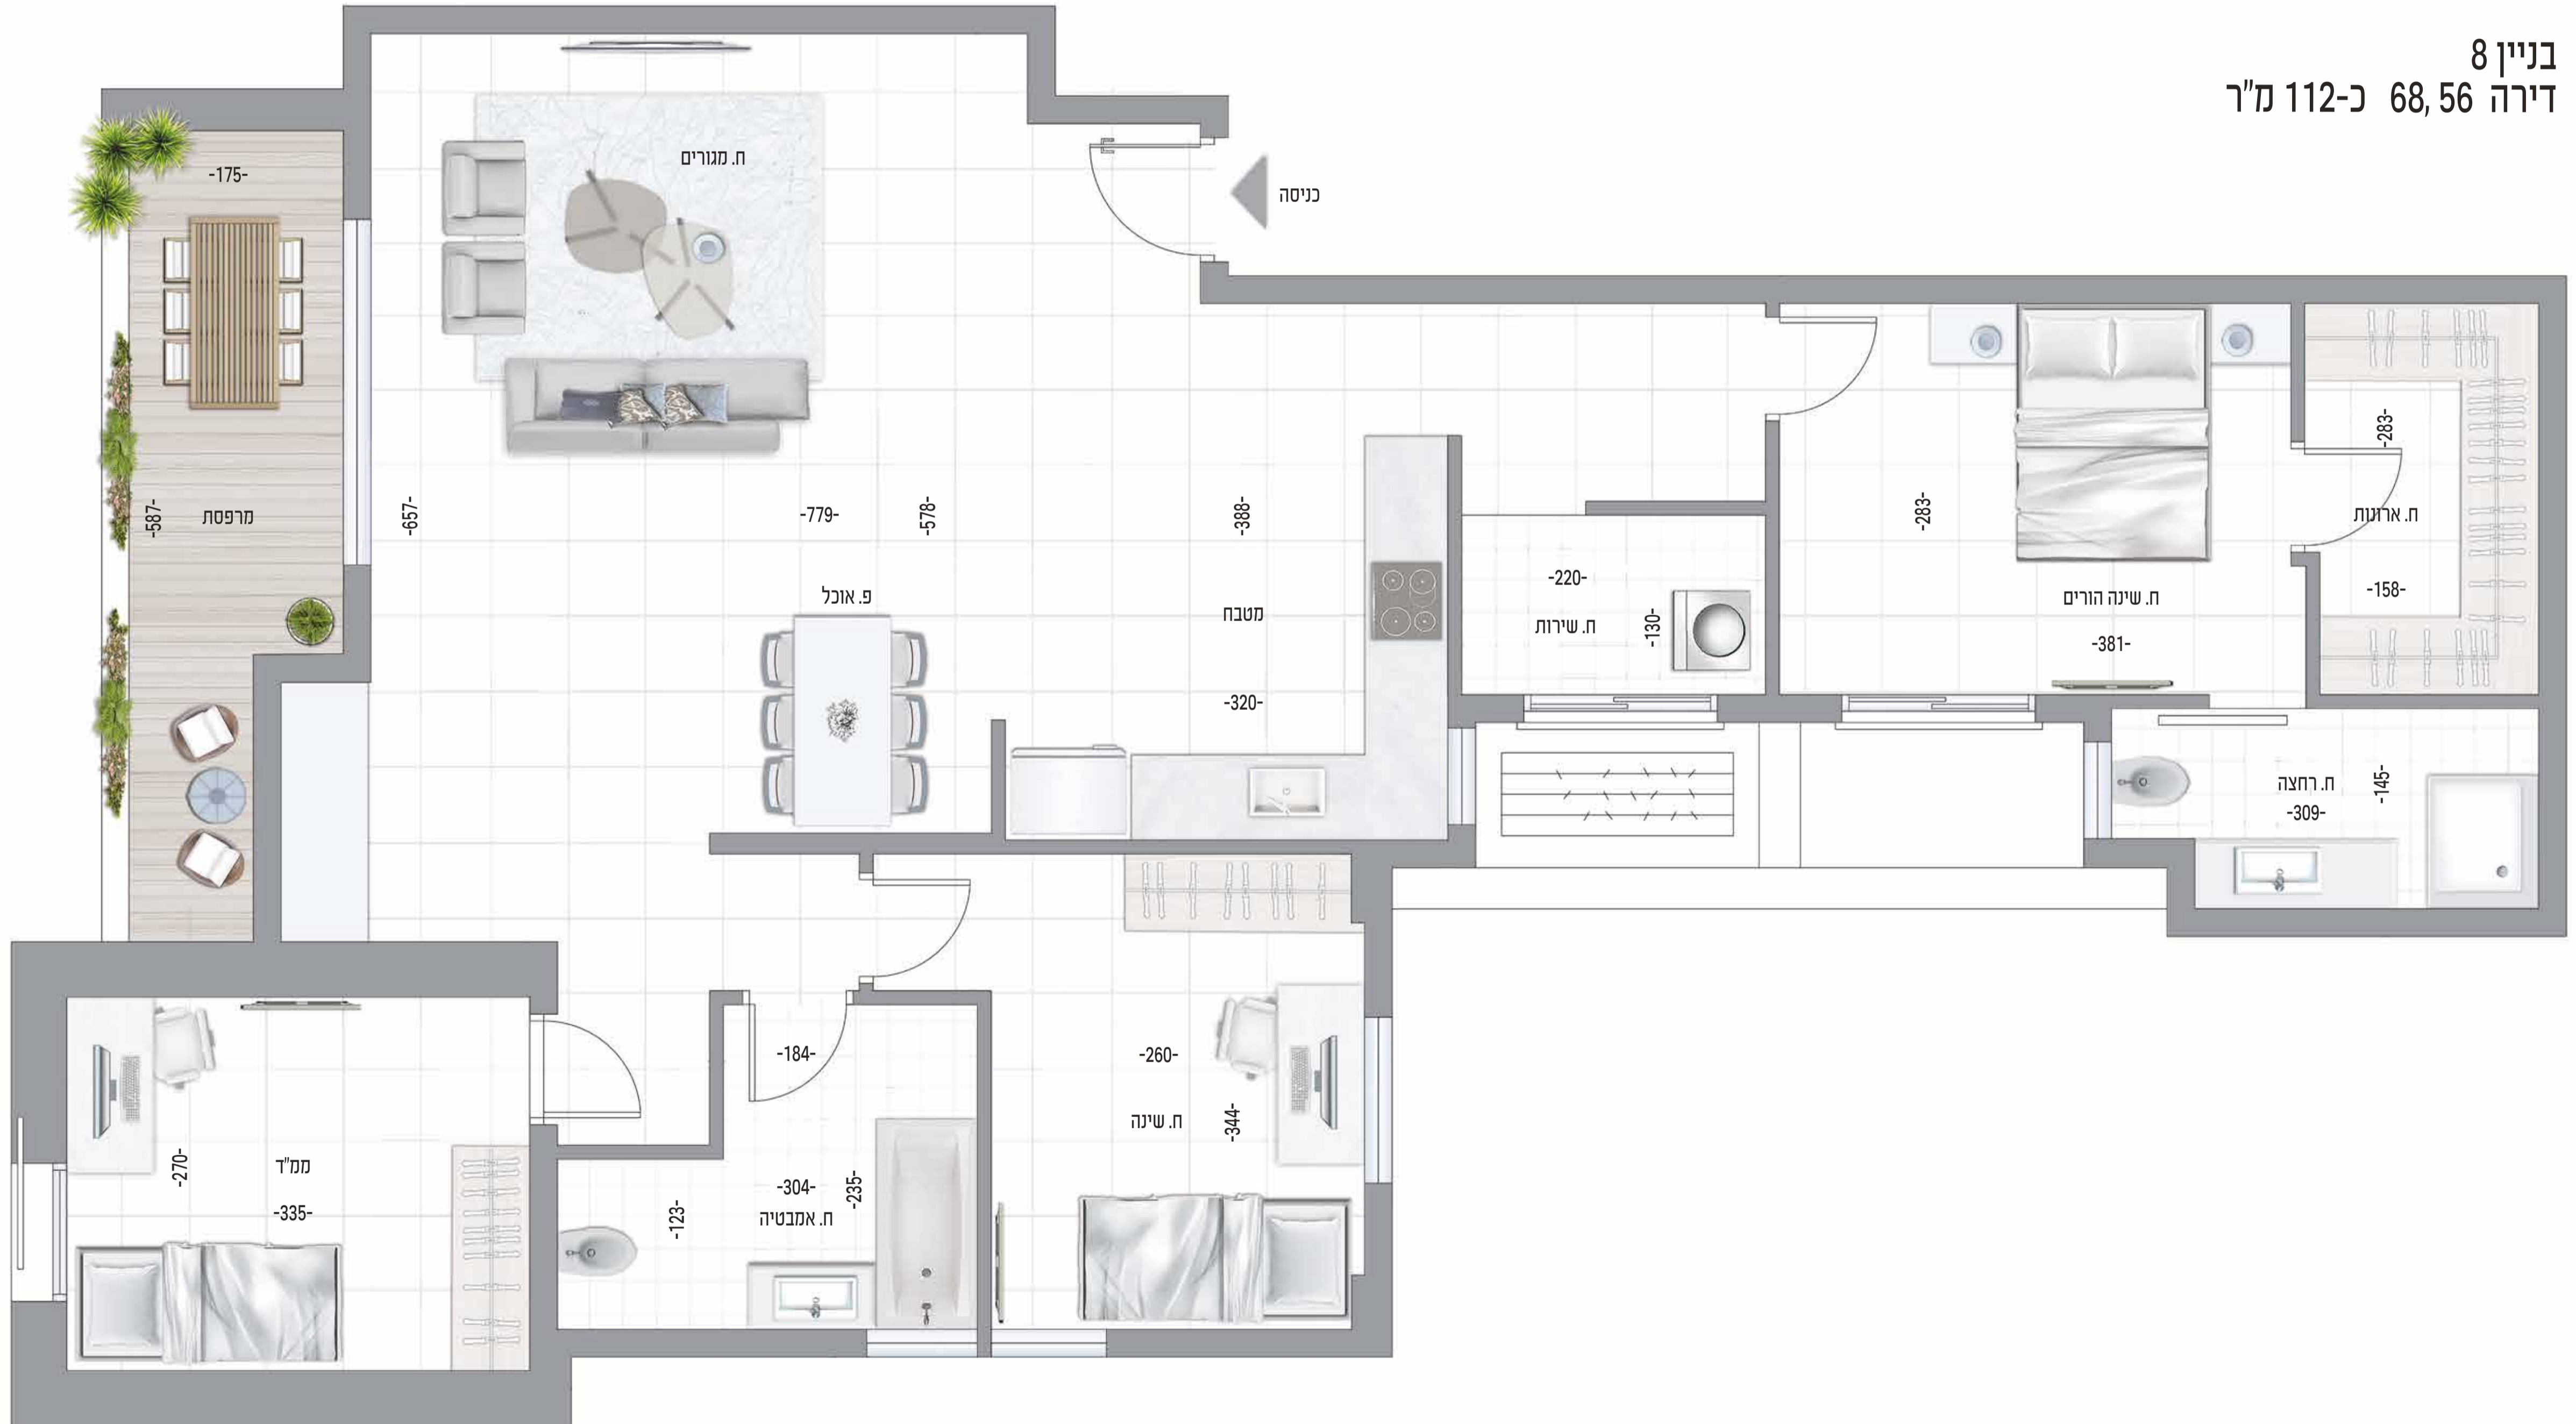 בניין 8
דירה 56, 68 כ-112 מ"ר
ח. מגורים
-175-
כניסה
-283-
-587-
מרפסת
-657-
-779-
-578-
-388-
-283-
ח. ארונות
-220-
-158-
פ. אוכל
מטבח
ח. שירות
-130-
ח. שינה הורים
-381-
-320-
ח. רחצה
-145-
-309-
-184-
-260-
ח. שינה
-344-
ממ"ד
-270-
-335-
-304-
-235-
-123-
ח. אמבטיה